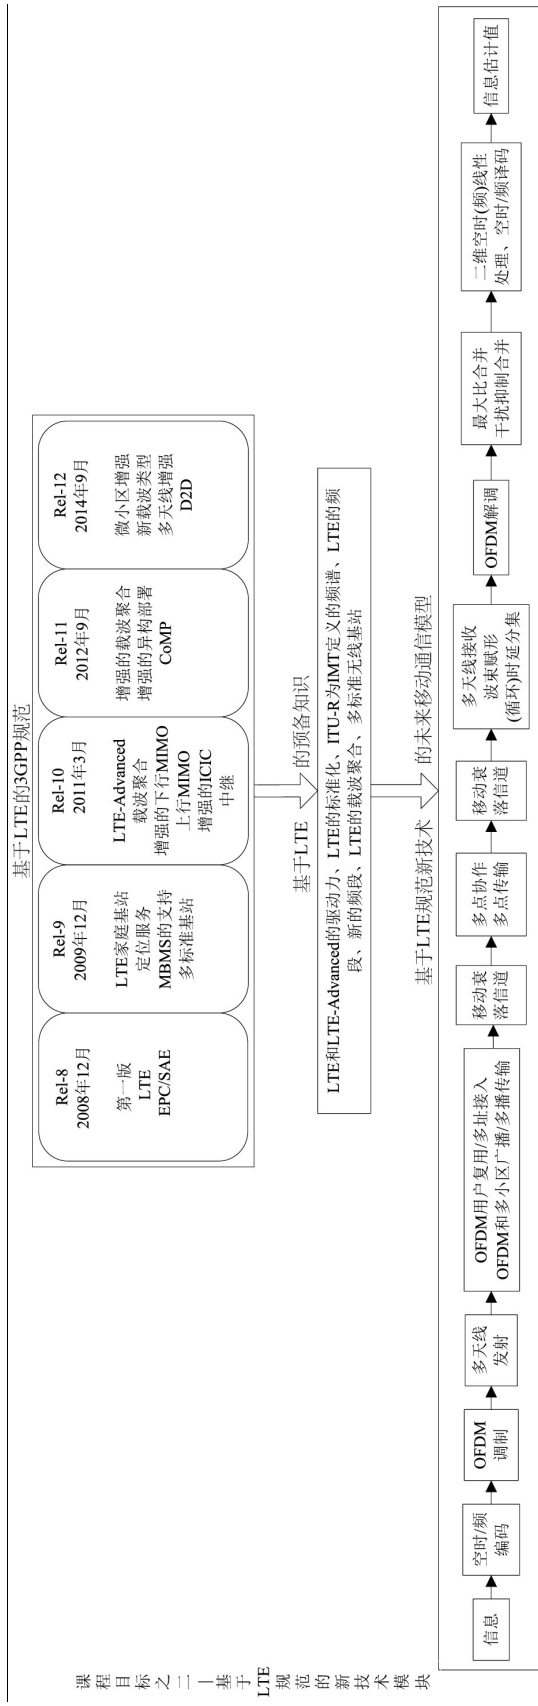 课程目标之二—基于LTE规范的新技术模块
基于LTE的3GPP规范
Rel-8
2008年12月
第一版
LTE
EPC/SAE
Rel-9
2009年12月
LTE家庭基站
定位服务
MBMS的支持
多标准基站
Rel-10
2011年3月
LTE-Advanced
载波聚合
增强的下行MIMO
上行MIMO
增强的ICIC
中继
Rel-11
2012年9月
增强的载波聚合
增强的异构部署
CoMP
Rel-12
2014年9月
微小区增强
新载波类型
多天线增强
D2D
基于LTE 的预备知识
LTE和LTE-Advanced的驱动力、LTE的标准化、ITU-R为IMT定义的频谱、LTE的频
段、新的频段、LTE的载波聚合、多标准无线基站
基于LTE规范新技术 的未来移动通信模型
信息
空时/频
编码
OFDM
调制
多天线
发射
OFDM用户复用/多址接入
OFDM和多小区广播/多播传输
移动衰
落信道
多点协作
多点传输
移动衰
落信道
多天线接收
波束赋形
(循环)时延分集
OFDM解调
最大比合并
干扰抑制合并
二维空时(频)线性
处理、空时/频译码
信息估计值